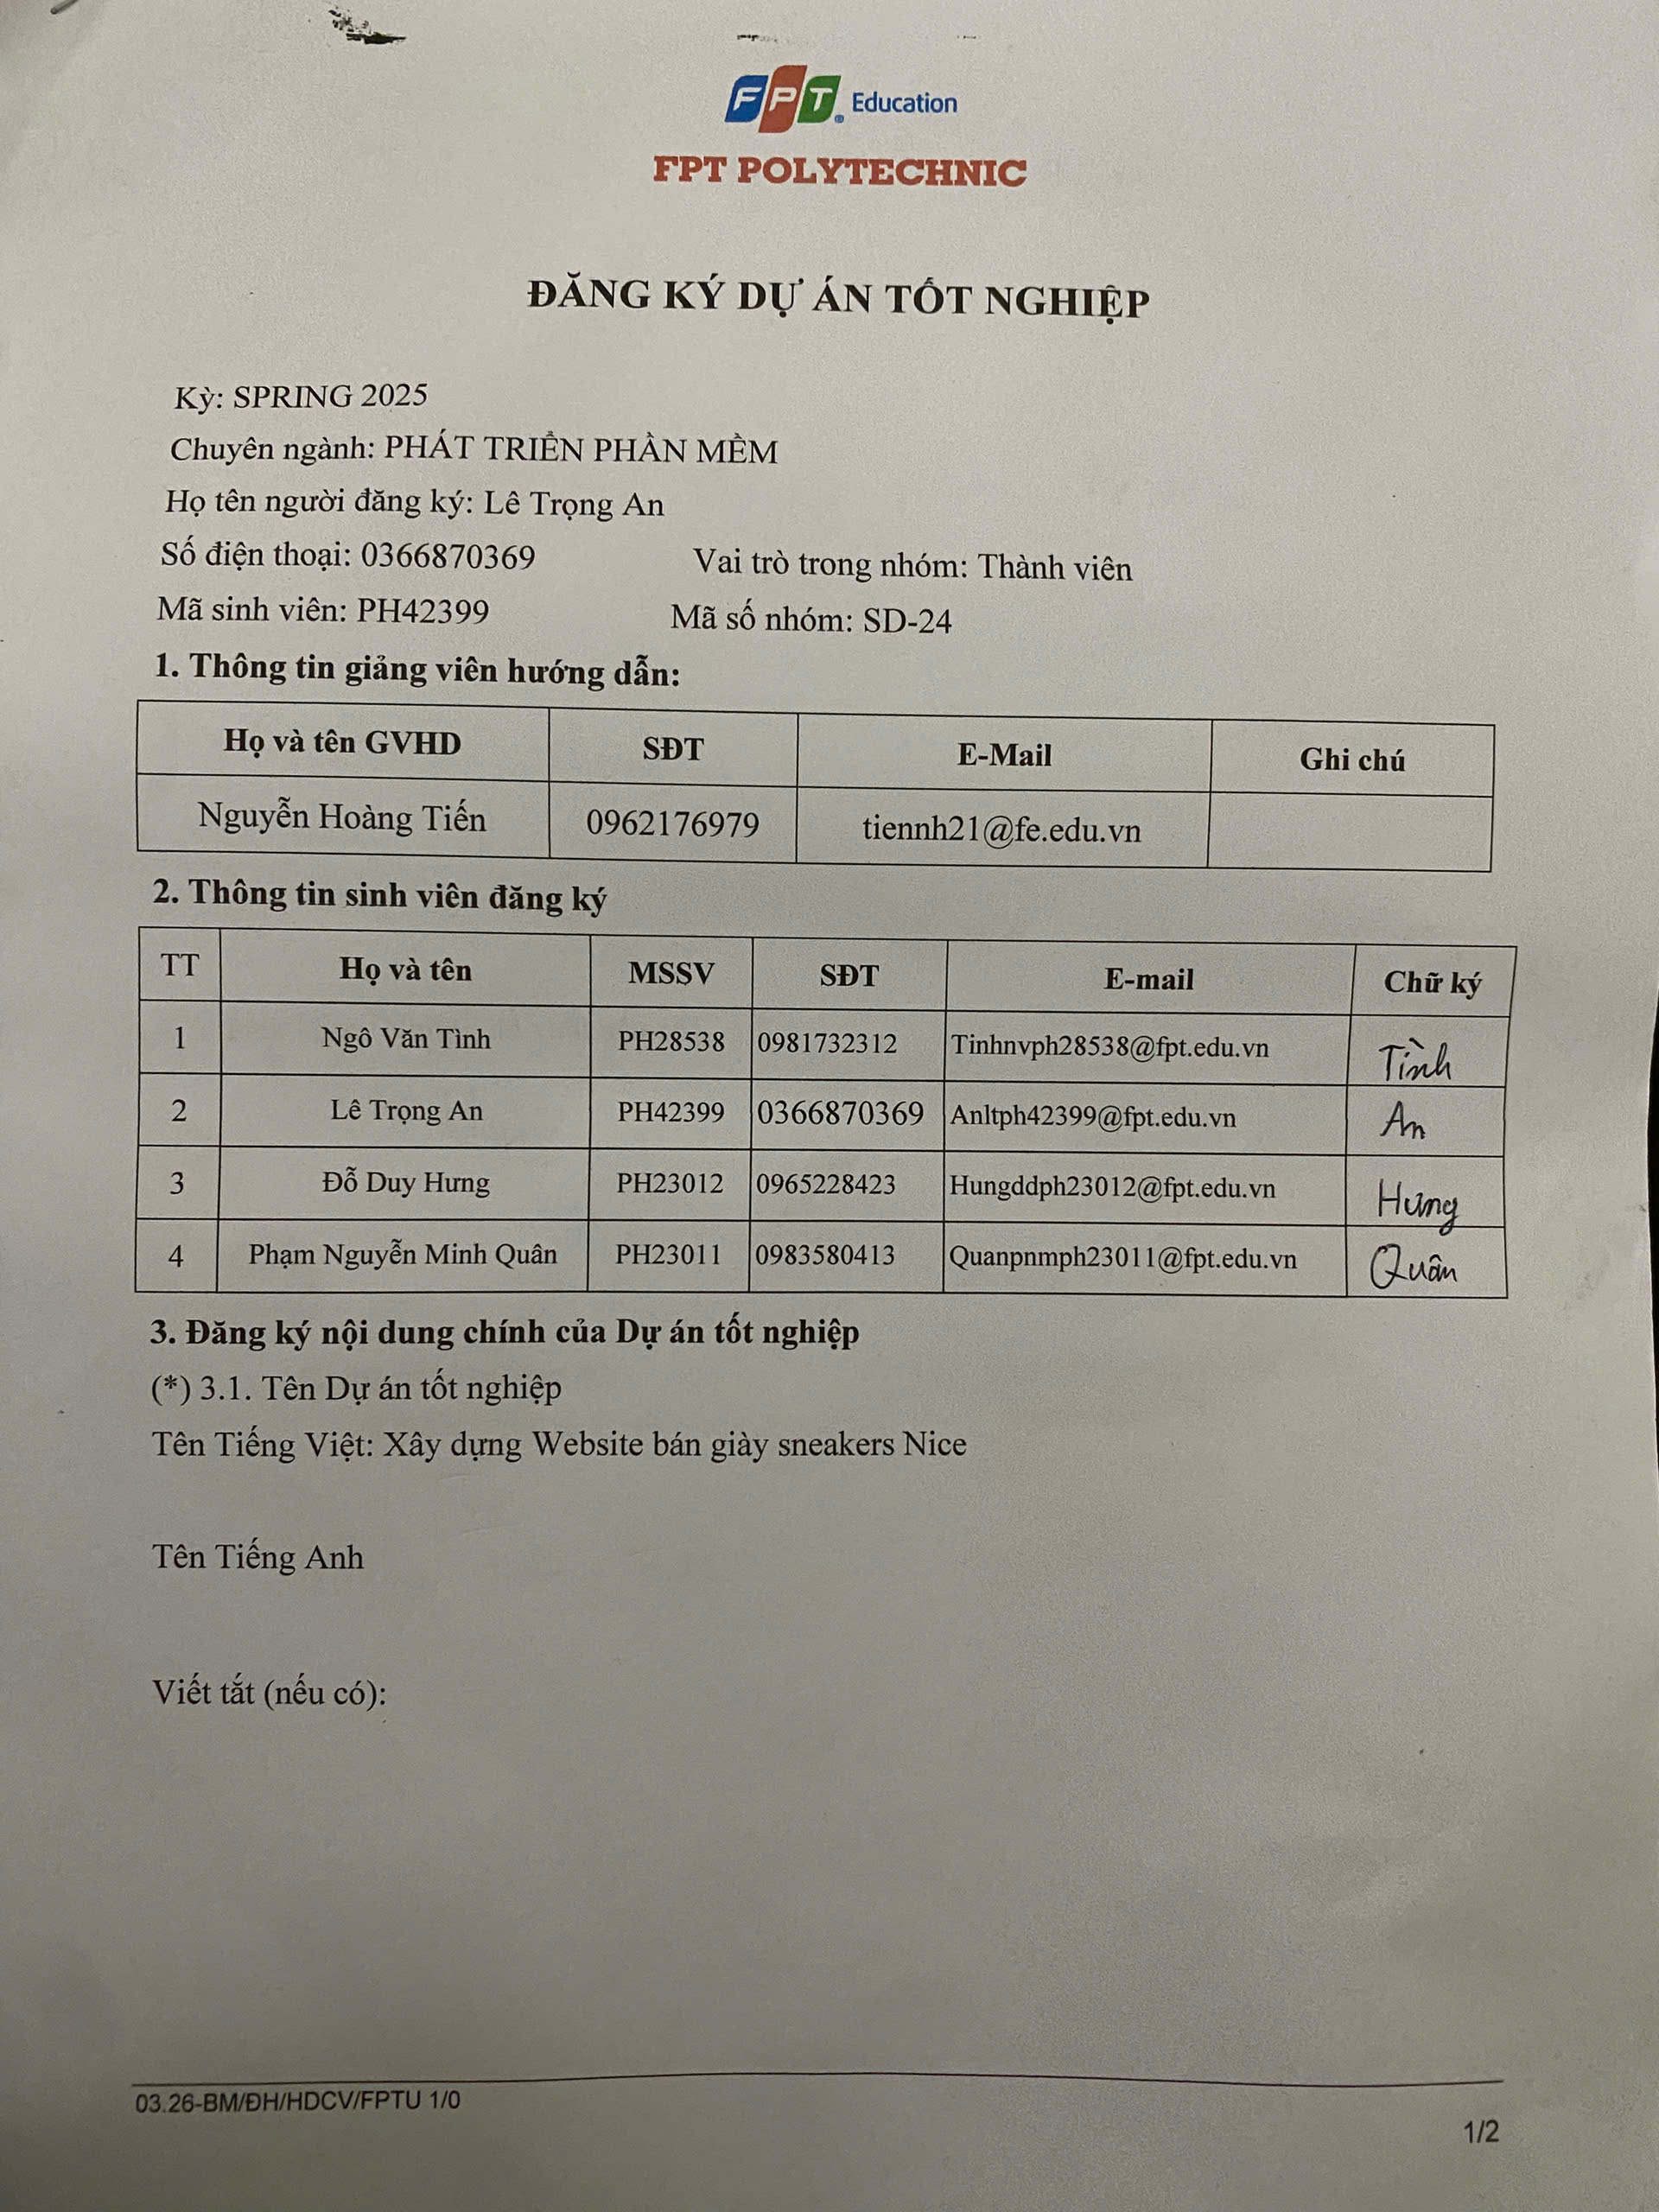 FPT Education
FPT POLYTECHNIC
ĐĂNG KÝ DỰ ÁN TỐT NGHIỆP
Kỳ: SPRING 2025
Chuyên ngành: PHÁT TRIỂN PHẦN MỀM
Họ tên người đăng ký: Lê Trọng An
Số điện thoại: 0366870369 Vai trò trong nhóm: Thành viên
Mã sinh viên: PH42399 Mã số nhóm: SD-24
1. Thông tin giảng viên hướng dẫn:
Họ và tên GVHD SĐT E-Mail Ghi chú
Nguyễn Hoàng Tiến 0962176979 tiennh21@fe.edu.vn
2. Thông tin sinh viên đăng ký
TT Họ và tên MSSV SĐT E-mail Chữ ký
1 Ngô Văn Tình PH28538 0981732312 Tinhnvph28538@fpt.edu.vn Tình
2 Lê Trọng An PH42399 0366870369 Anltph42399@fpt.edu.vn An
3 Đỗ Duy Hưng PH23012 0965228423 Hungddph23012@fpt.edu.vn Hưng
4 Phạm Nguyễn Minh Quân PH23011 0983580413 Quanpnmph23011@fpt.edu.vn Quân
3. Đăng ký nội dung chính của Dự án tốt nghiệp
(*) 3.1. Tên Dự án tốt nghiệp
Tên Tiếng Việt: Xây dựng Website bán giày sneakers Nice
Tên Tiếng Anh
Viết tắt (nếu có):
03.26-BM/ĐH/HDCV/FPTU 1/0
1/2